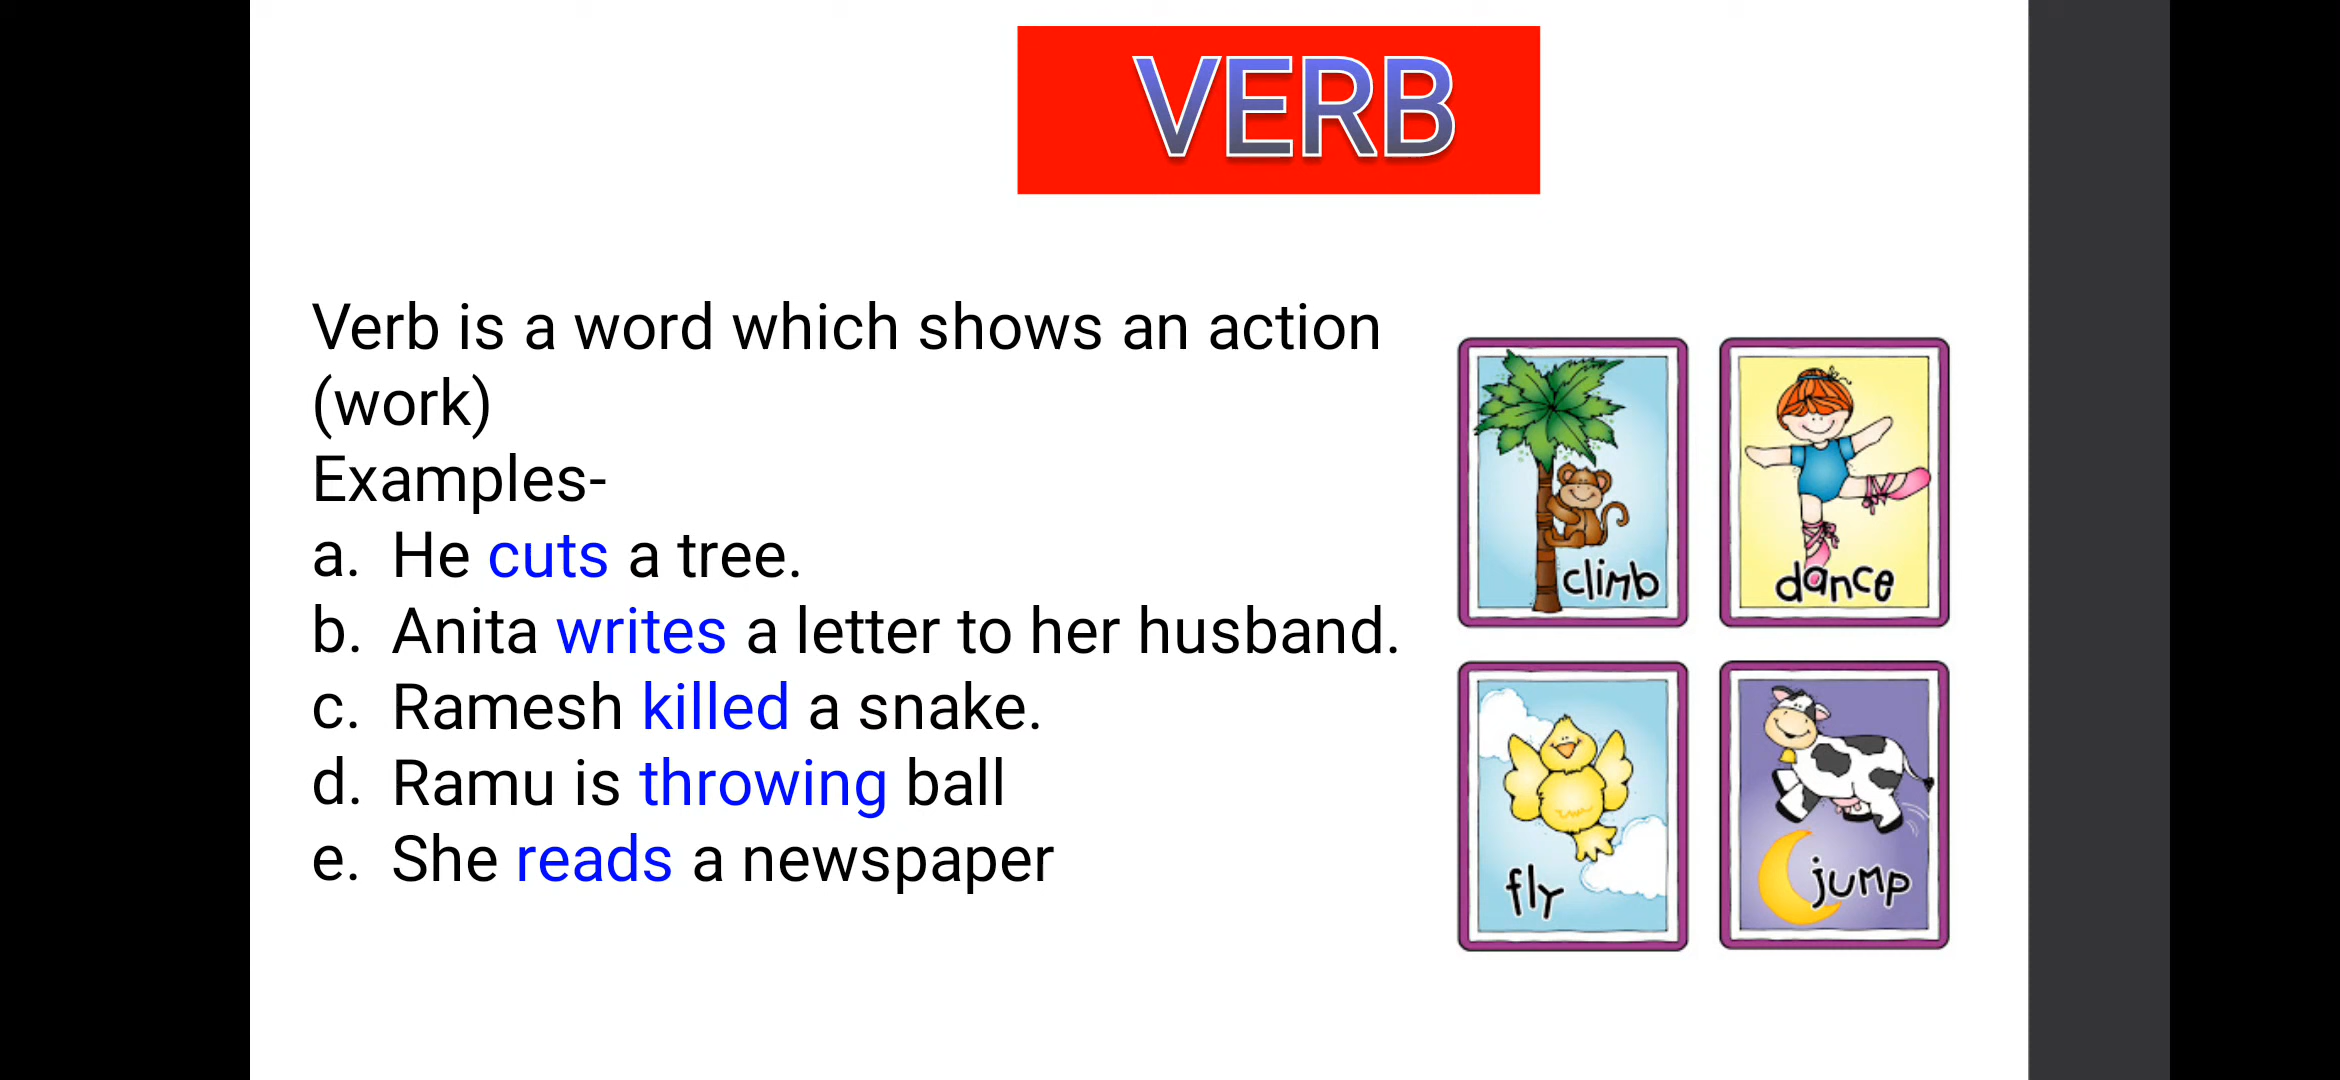 VERB
Verb is a word which shows an action
(work)
Examples-
a. He cuts a tree.
b. Anita writes a letter to her husband.
c. Ramesh killed a snake.
d. Ramu is throwing ball
e. She reads a newspaper
climb
dance
fly
jump